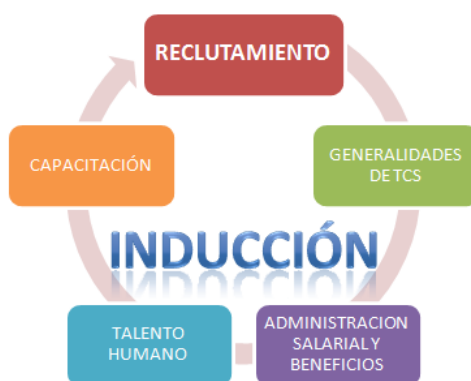 RECLUTAMIENTO
GENERALIDADES
DE TCS
ADMINISTRACION
SALARIAL Y
BENEFICIOS
TALENTO
HUMANO
CAPACITACIÓN
INDUCCIÓN